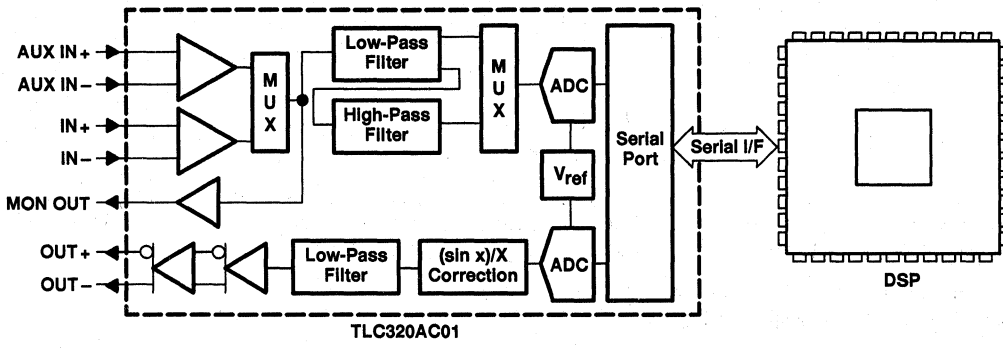 AUX IN+
AUX IN–
IN+
IN–
MON OUT
OUT+
OUT–
MUX
Low-Pass
Filter
High-Pass
Filter
MUX
ADC
Vref
ADC
Serial
Port
Serial I/F
Low-Pass
Filter
(sin x)/X
Correction
TLC320AC01
DSP